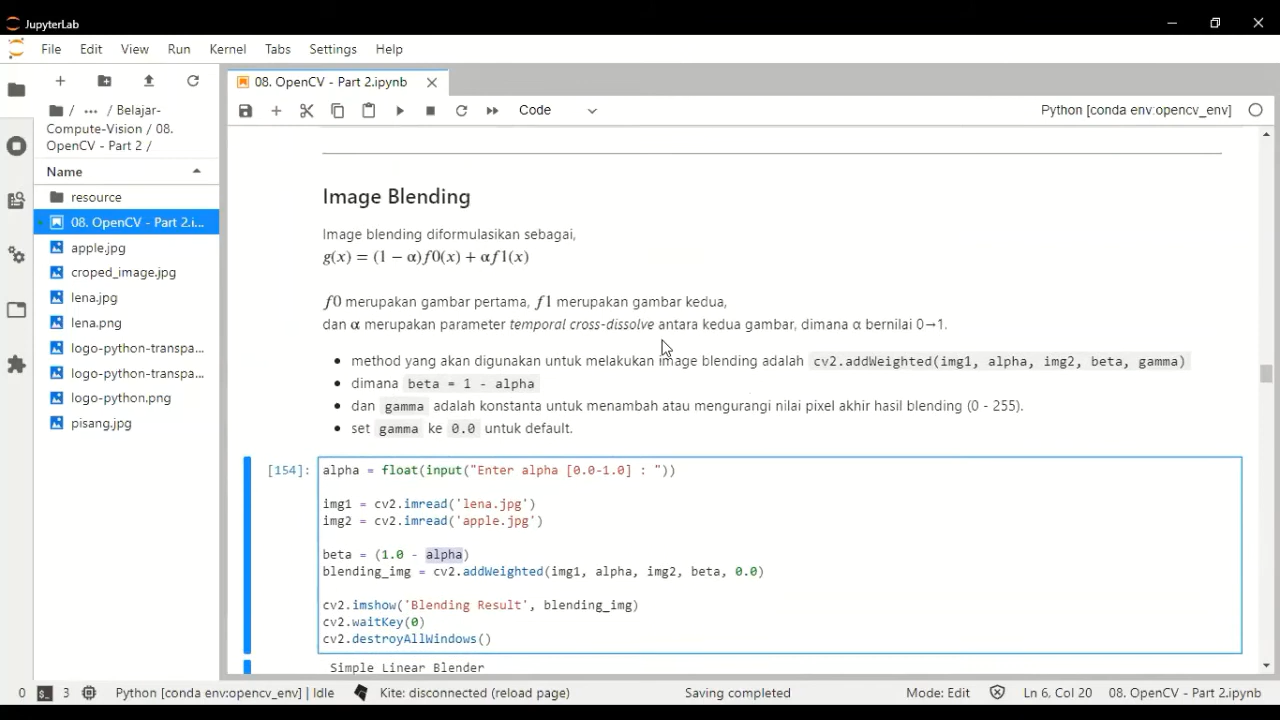 JupyterLab
File Edit View Run Kernel Tabs Settings Help
08. OpenCV - Part 2.ipynb
/ ... / Belajar-
Compute-Vision / 08.
OpenCV - Part 2 /
Code
Python [conda env:opencv_env]
Name
resource
08. OpenCV - Part 2.i...
apple.jpg
croped_image.jpg
lena.jpg
lena.png
logo-python-transpa...
logo-python-transpa...
logo-python.png
pisang.jpg
Image Blending
Image blending diformulasikan sebagai,
g(x) = (1 − α)f0(x) + αf1(x)
f0 merupakan gambar pertama, f1 merupakan gambar kedua,
dan α merupakan parameter temporal cross-dissolve antara kedua gambar, dimana α bernilai 0→1.
• method yang akan digunakan untuk melakukan image blending adalah cv2.addWeighted(img1, alpha, img2, beta, gamma)
• dimana beta = 1 - alpha
• dan gamma adalah konstanta untuk menambah atau mengurangi nilai pixel akhir hasil blending (0 - 255).
• set gamma ke 0.0 untuk default.
[154]: alpha = float(input("Enter alpha [0.0-1.0] : "))
img1 = cv2.imread('lena.jpg')
img2 = cv2.imread('apple.jpg')
beta = (1.0 - alpha)
blending_img = cv2.addWeighted(img1, alpha, img2, beta, 0.0)
cv2.imshow('Blending Result', blending_img)
cv2.waitKey(0)
cv2.destroyAllWindows()
Simple Linear Blender
0 3 Python [conda env:opencv_env] | Idle Kite: disconnected (reload page) Saving completed Mode: Edit Ln 6, Col 20 08. OpenCV - Part 2.ipynb